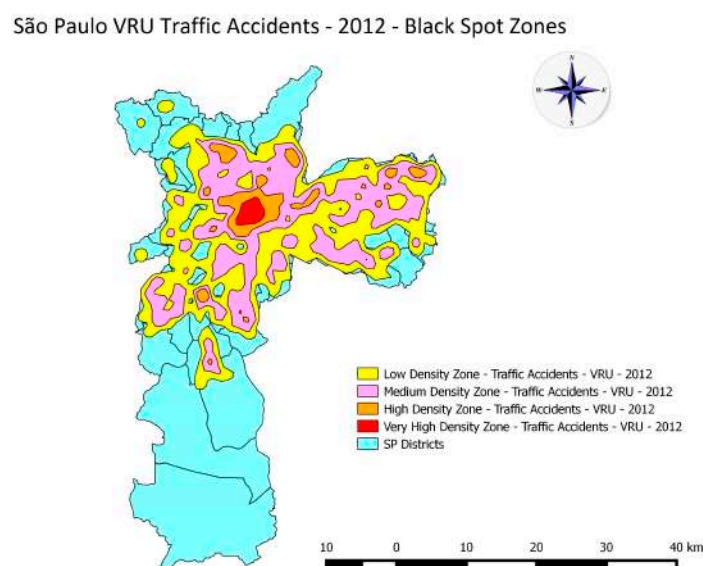 São Paulo VRU Traffic Accidents - 2012 - Black Spot Zones
N
W E
S
Low Density Zone - Traffic Accidents - VRU - 2012
Medium Density Zone - Traffic Accidents - VRU - 2012
High Density Zone - Traffic Accidents - VRU - 2012
Very High Density Zone - Traffic Accidents - VRU - 2012
SP Districts
10 0 10 20 30 40 km